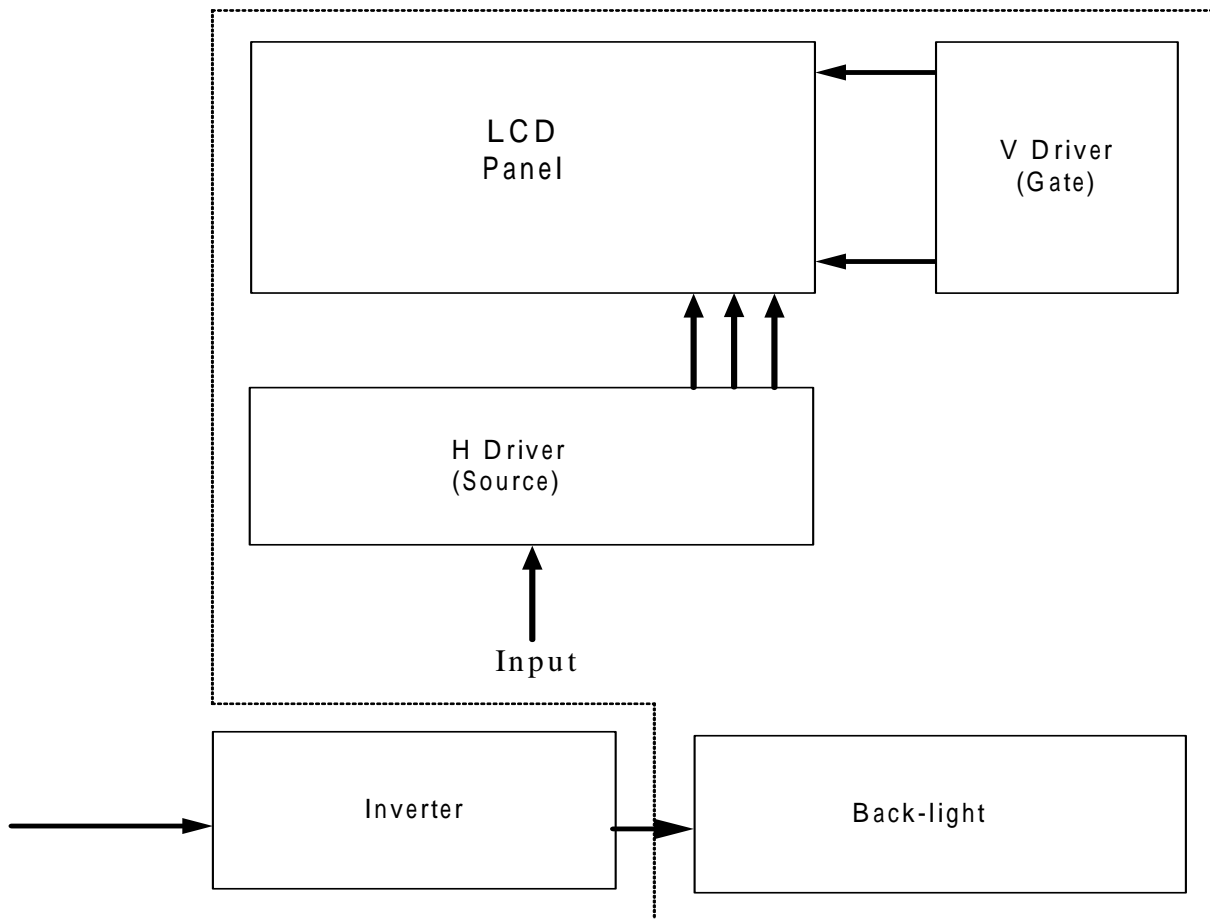 LCD
Panel
V Driver
(Gate)
H Driver
(Source)
Input
Inverter
Back-light